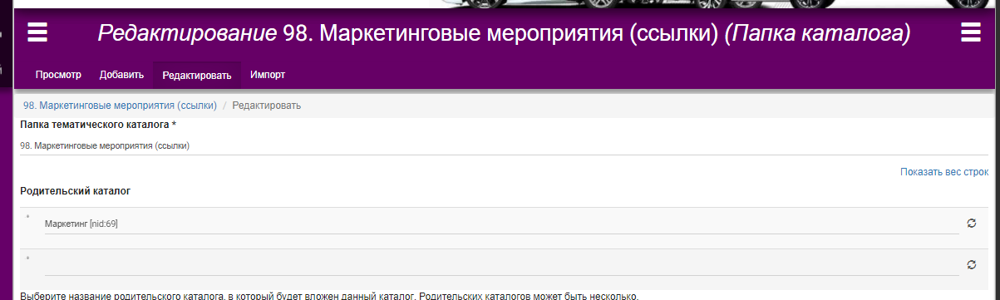 Редактирование 98. Маркетинговые мероприятия (ссылки) (Папка каталога)
Просмотр Добавить Редактировать Импорт
98. Маркетинговые мероприятия (ссылки) / Редактировать
Папка тематического каталога *
98. Маркетинговые мероприятия (ссылки)
Показать вес строк
Родительский каталог
Маркетинг [nid:69]
Выберите название родительского каталога, в который будет вложен данный каталог. Родительских каталогов может быть несколько.